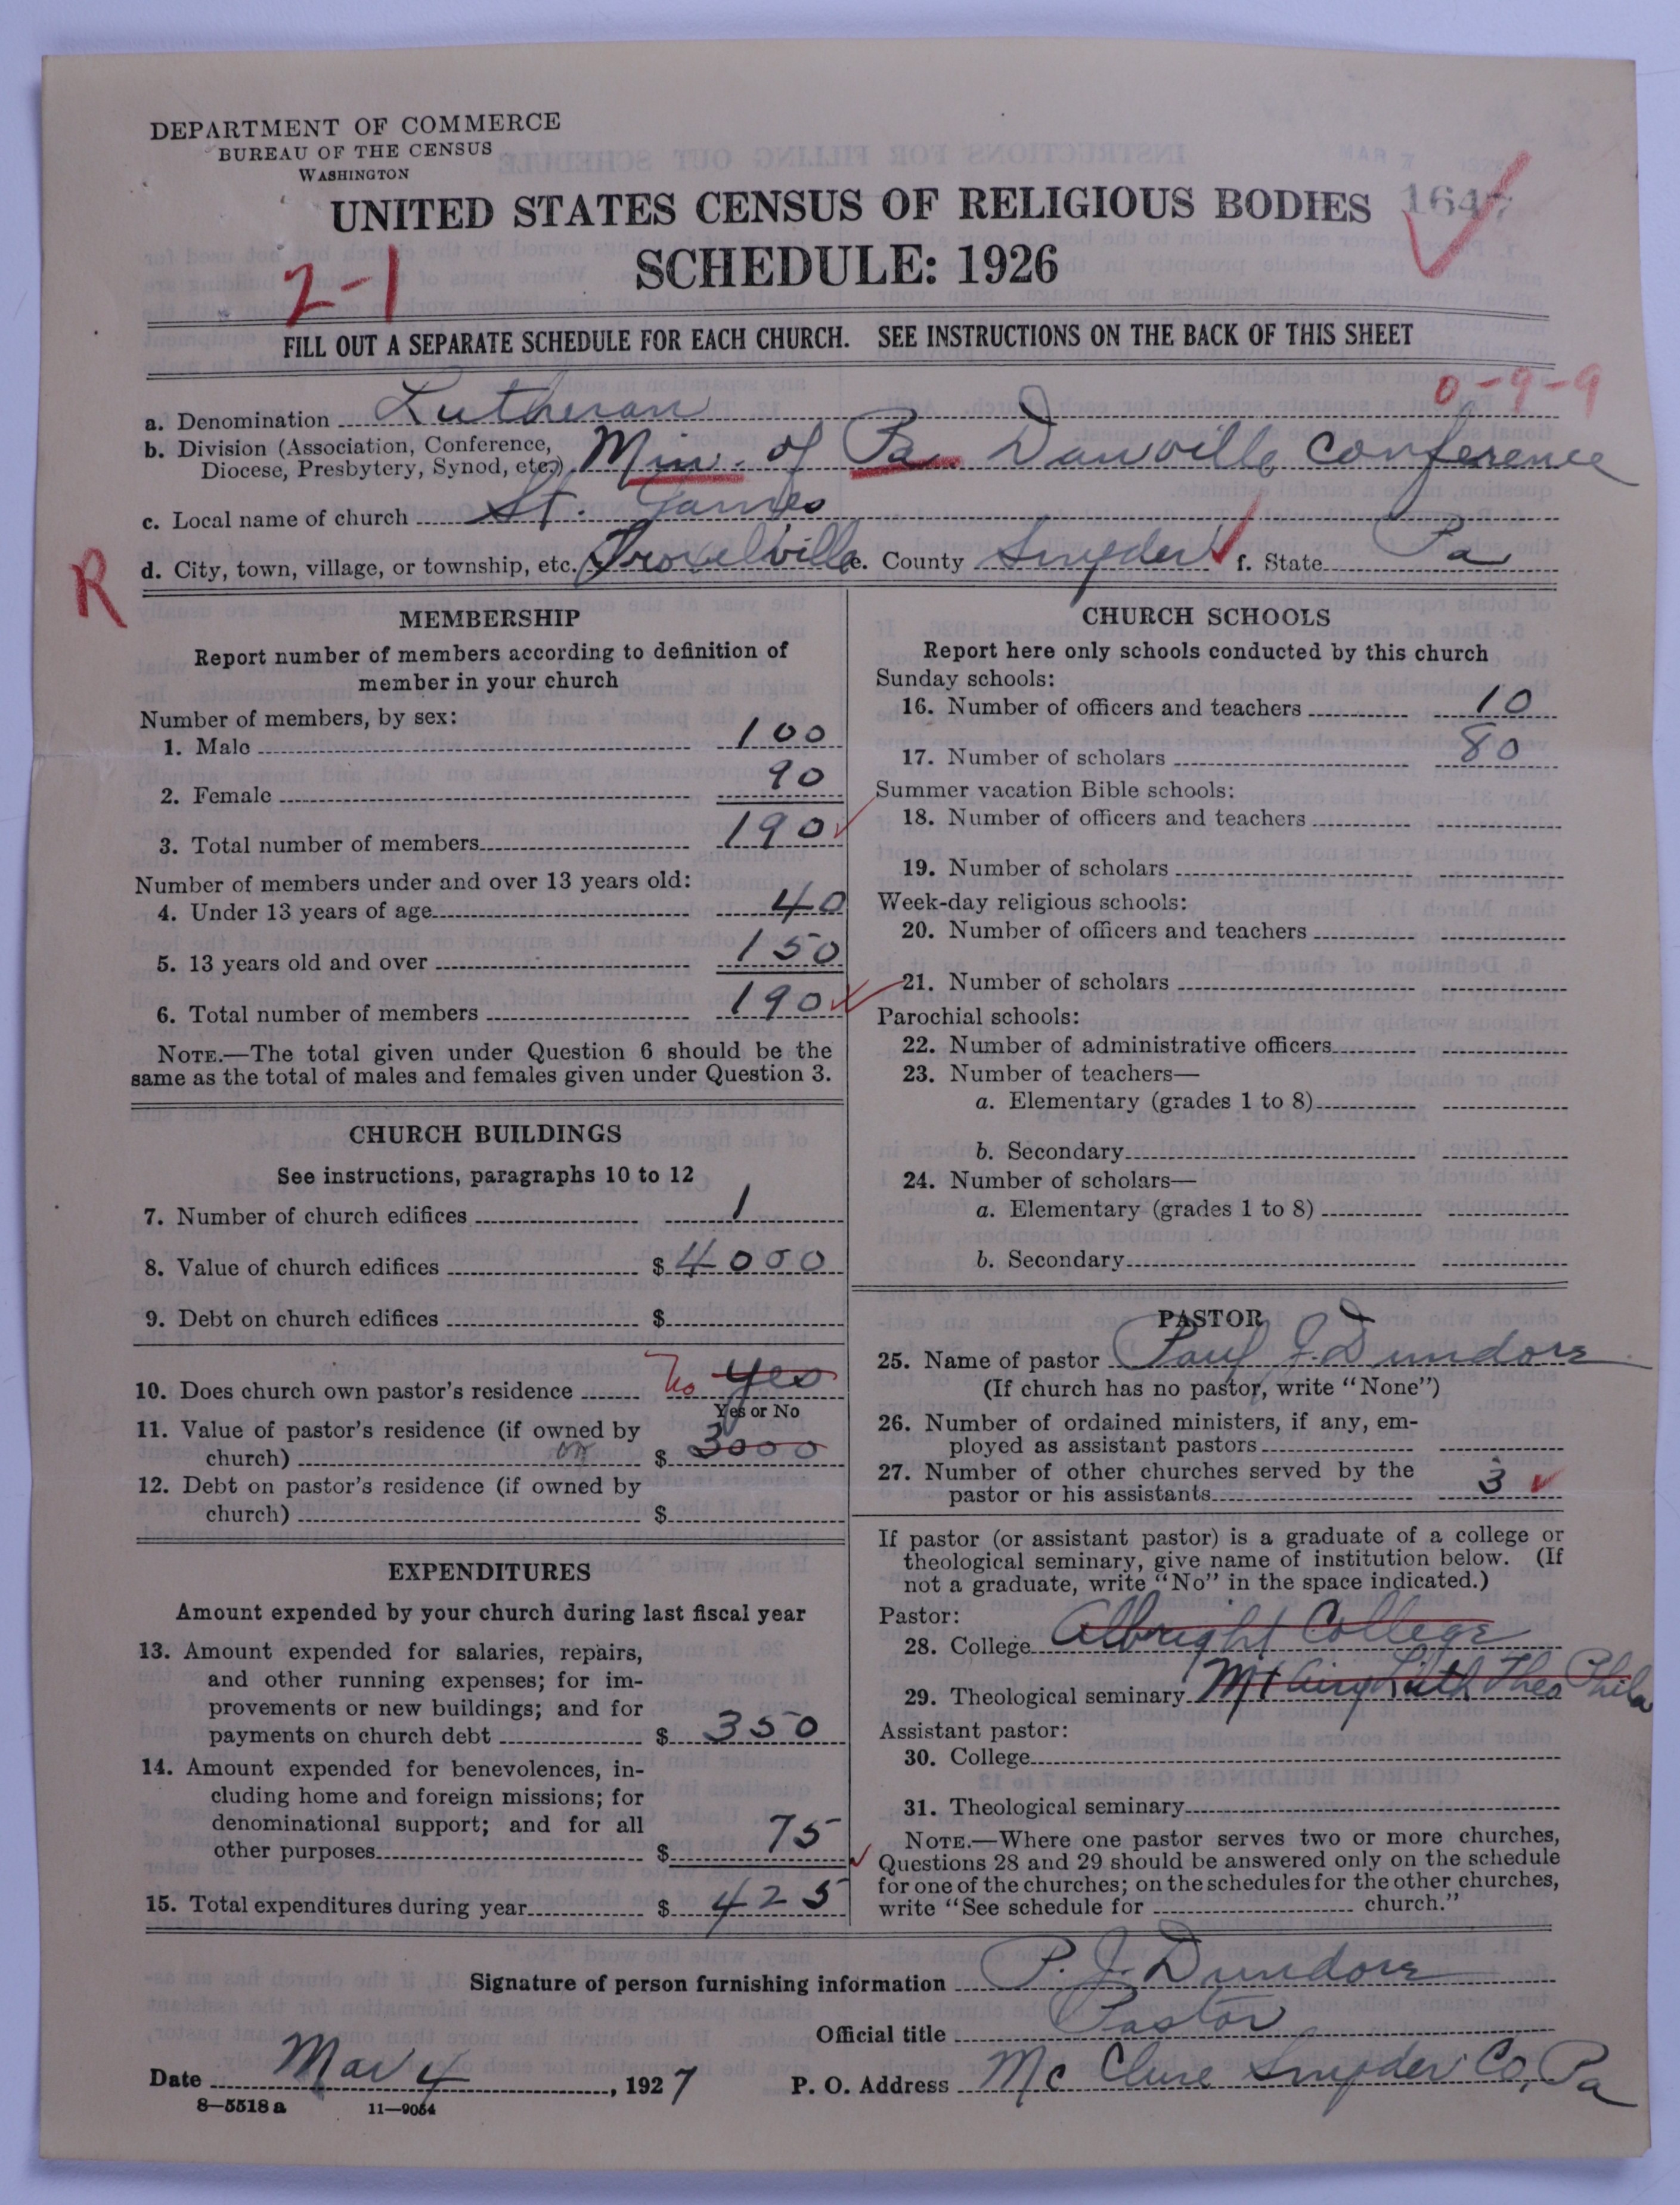 DEPARTMENT OF COMMERCE
BUREAU OF THE CENSUS
WASHINGTON
UNITED STATES CENSUS OF RELIGIOUS BODIES 1647
SCHEDULE: 1926
2-1
FILL OUT A SEPARATE SCHEDULE FOR EACH CHURCH. SEE INSTRUCTIONS ON THE BACK OF THIS SHEET
0-9-9
a. Denomination Lutheran
b. Division (Association, Conference,
Diocese, Presbytery, Synod, etc.) Min. of Pa Danville Conference
c. Local name of church St. James
d. City, town, village, or township, etc. Troxelville e. County Snyder f. State Pa
R
MEMBERSHIP
Report number of members according to definition of
member in your church
Number of members, by sex:
1. Male 100
2. Female 90
3. Total number of members 190
Number of members under and over 13 years old:
4. Under 13 years of age 40
5. 13 years old and over 150
6. Total number of members 190
NOTE.—The total given under Question 6 should be the
same as the total of males and females given under Question 3.
CHURCH BUILDINGS
See instructions, paragraphs 10 to 12
7. Number of church edifices 1
8. Value of church edifices $ 4000
9. Debt on church edifices $
10. Does church own pastor's residence No Yes
Yes or No
11. Value of pastor's residence (if owned by
church) $ 3000
12. Debt on pastor's residence (if owned by
church) $
EXPENDITURES
Amount expended by your church during last fiscal year
13. Amount expended for salaries, repairs,
and other running expenses; for im-
provements or new buildings; and for
payments on church debt $ 350
14. Amount expended for benevolences, in-
cluding home and foreign missions; for
denominational support; and for all
other purposes $ 75
15. Total expenditures during year $ 425
CHURCH SCHOOLS
Report here only schools conducted by this church
Sunday schools:
16. Number of officers and teachers 10
17. Number of scholars 80
Summer vacation Bible schools:
18. Number of officers and teachers
19. Number of scholars
Week-day religious schools:
20. Number of officers and teachers
21. Number of scholars
Parochial schools:
22. Number of administrative officers
23. Number of teachers—
a. Elementary (grades 1 to 8)
b. Secondary
24. Number of scholars—
a. Elementary (grades 1 to 8)
b. Secondary
PASTOR
25. Name of pastor Paul J. Dundore
(If church has no pastor, write "None")
26. Number of ordained ministers, if any, em-
ployed as assistant pastors
27. Number of other churches served by the
pastor or his assistants 3
If pastor (or assistant pastor) is a graduate of a college or
theological seminary, give name of institution below. (If
not a graduate, write "No" in the space indicated.)
Pastor:
28. College Albright College
29. Theological seminary Mt Airy Luth Theo Phila
Assistant pastor:
30. College
31. Theological seminary
NOTE.—Where one pastor serves two or more churches,
Questions 28 and 29 should be answered only on the schedule
for one of the churches; on the schedules for the other churches,
write "See schedule for church."
Signature of person furnishing information P. J. Dundore
Official title Pastor
Date Mar 4, 1927 P. O. Address Mc Clure Snyder Co, Pa
8—5518 a 11—9054